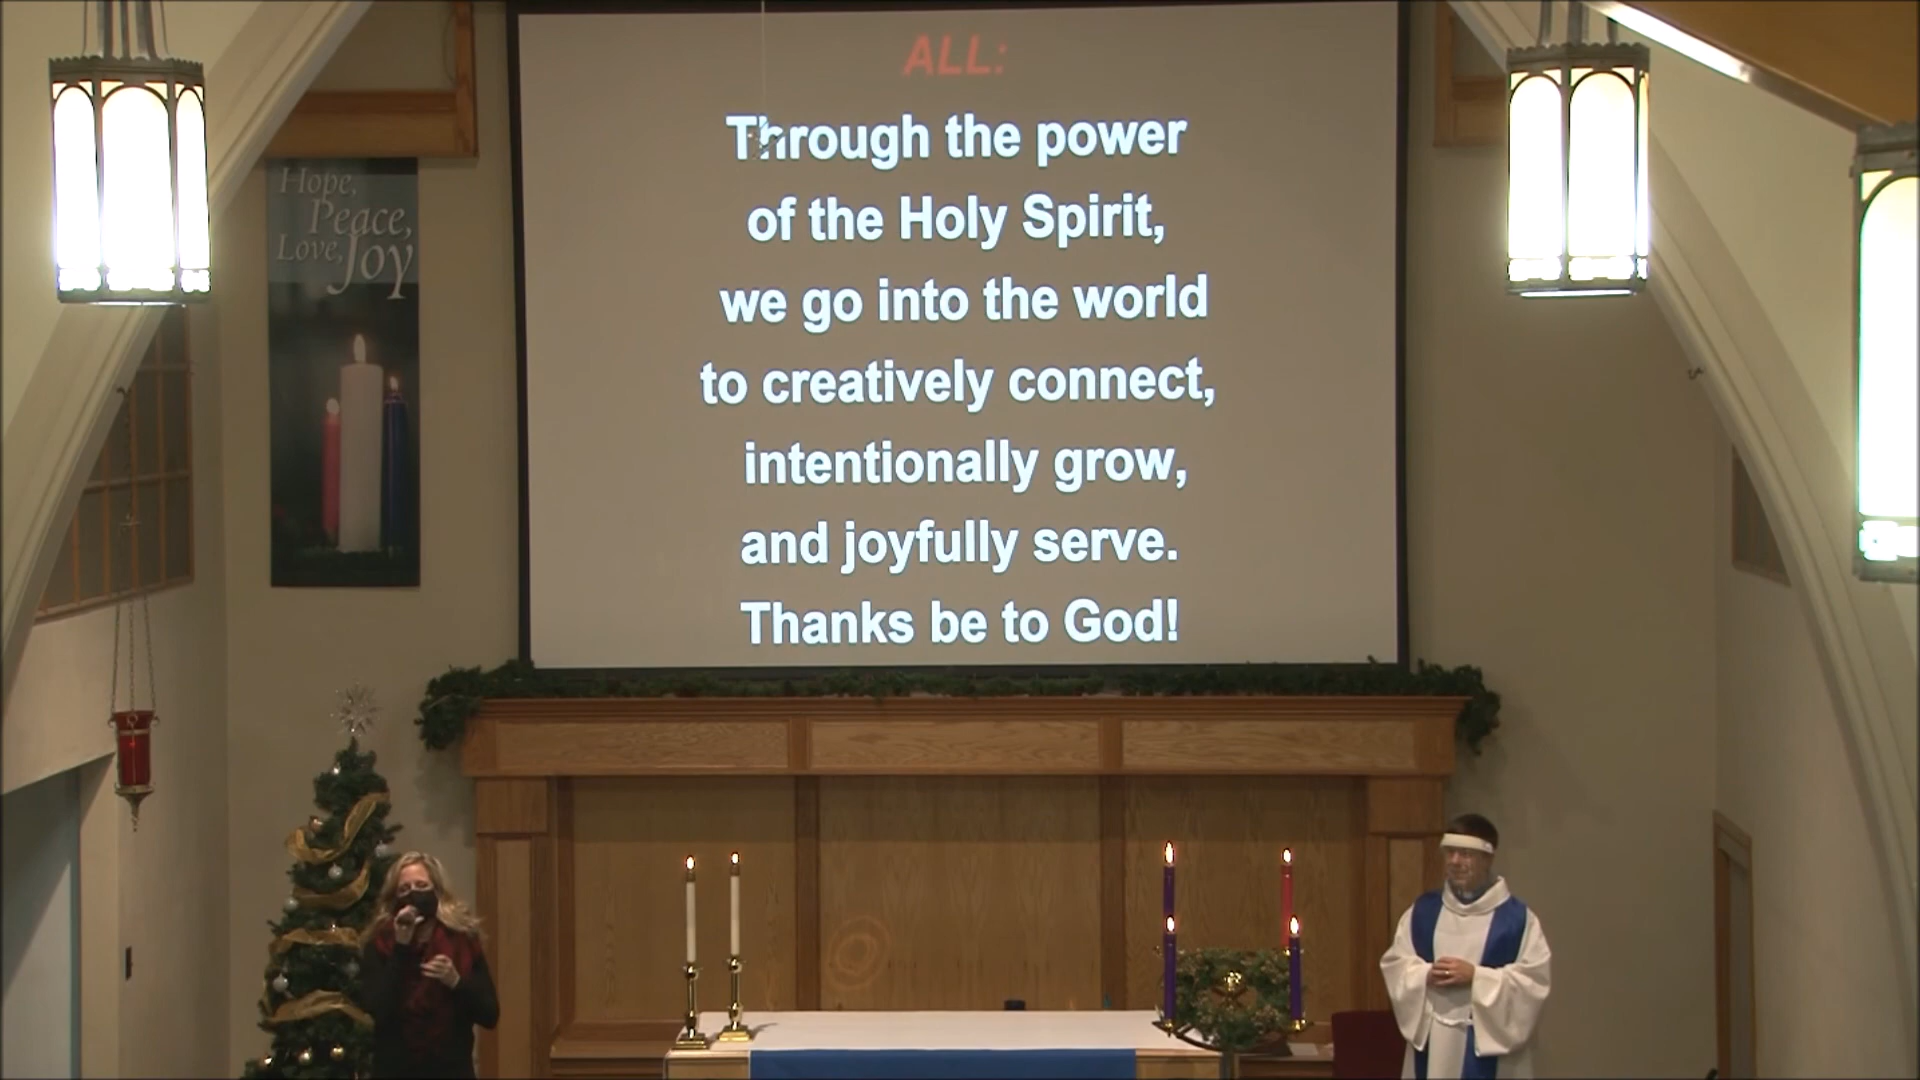 ALL:
Through the power
of the Holy Spirit,
we go into the world
to creatively connect,
intentionally grow,
and joyfully serve.
Thanks be to God!
Hope,
Peace,
Love,
Joy